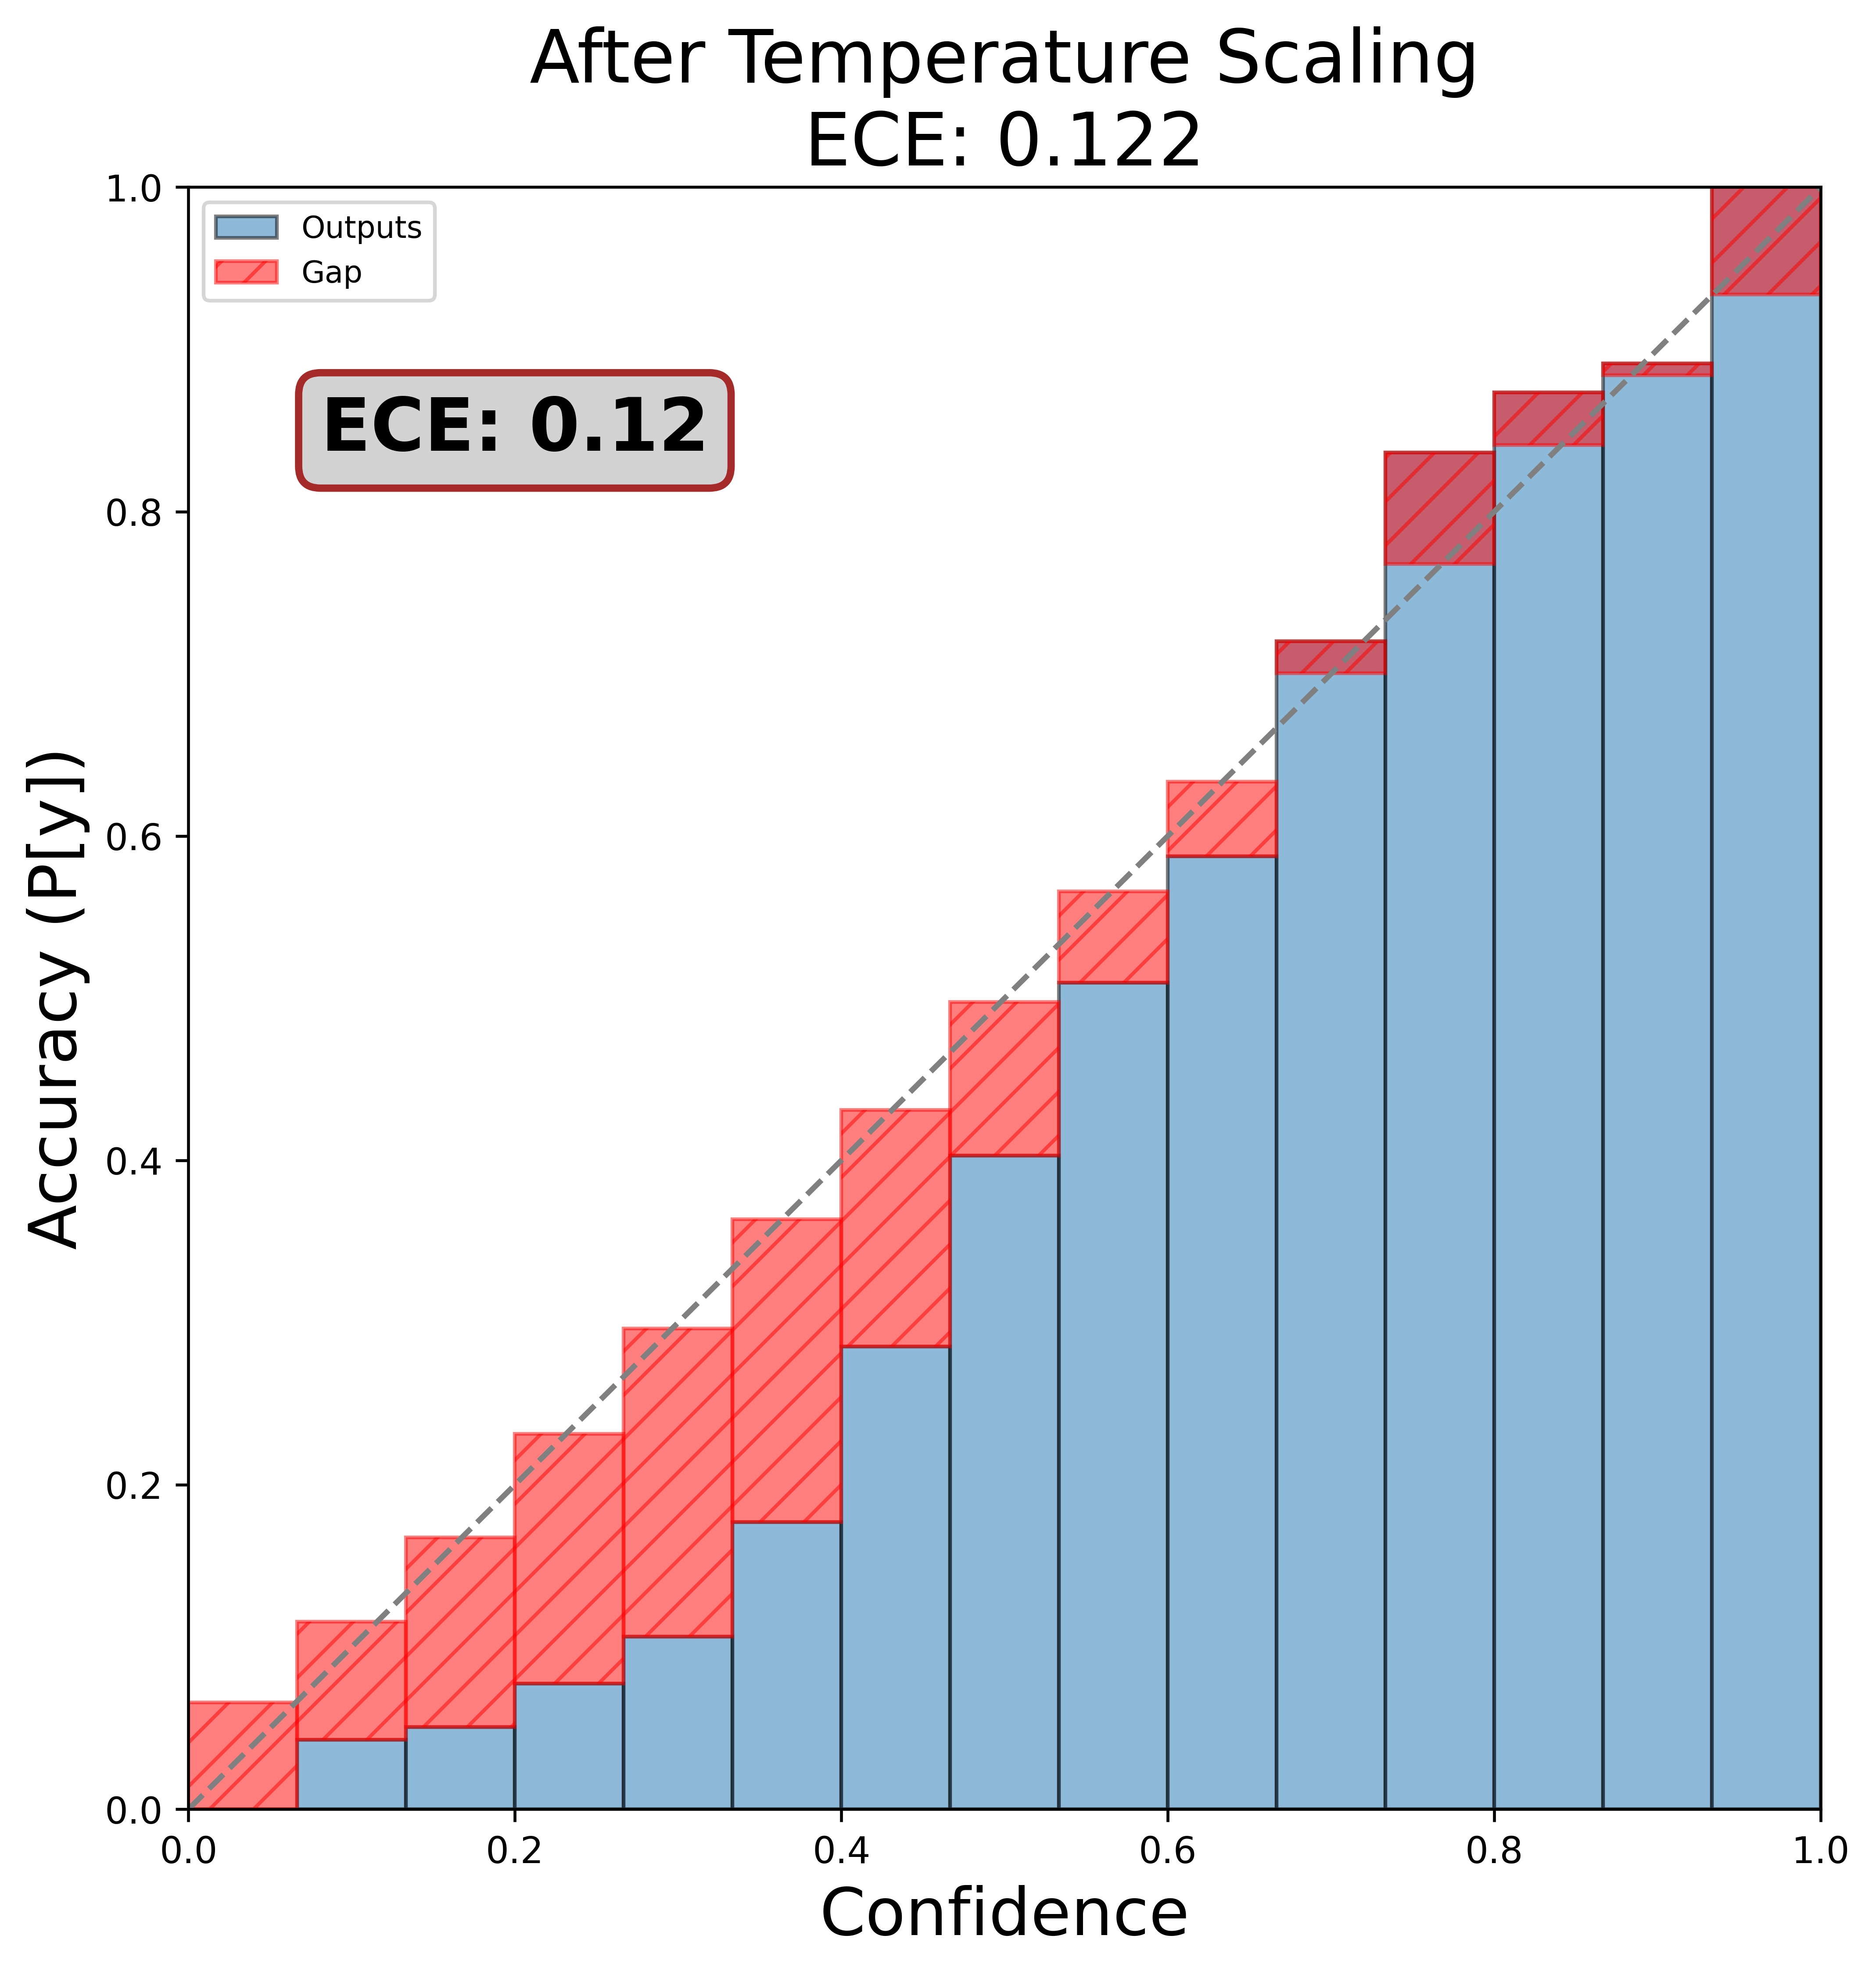 After Temperature Scaling
ECE: 0.122
1.0
0.8
0.6
0.4
0.2
0.0
Accuracy (P[y])
Outputs
Gap
ECE: 0.12
0.0 0.2 0.4 0.6 0.8 1.0
Confidence